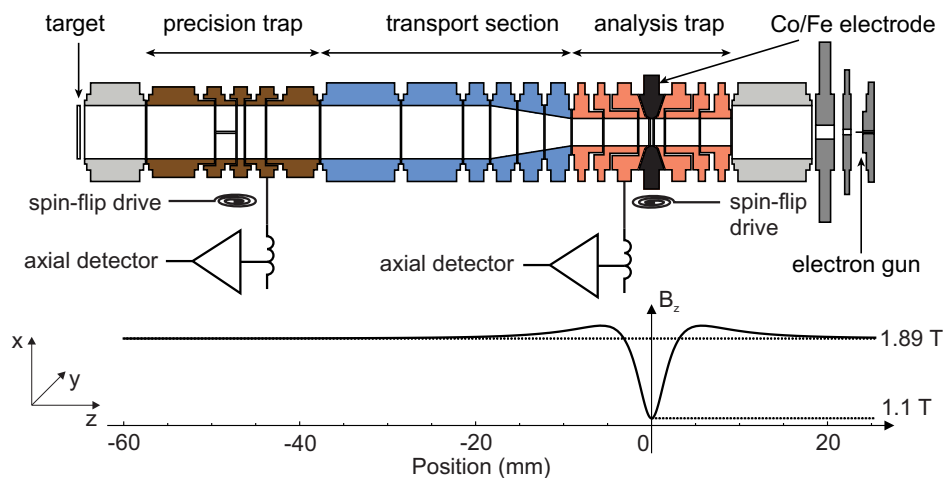 target
precision trap
transport section
analysis trap
Co/Fe electrode
spin-flip drive
axial detector
axial detector
spin-flip
drive
electron gun
B_z
1.89 T
1.1 T
x
y
z
-60
-40
-20
0
20
Position (mm)